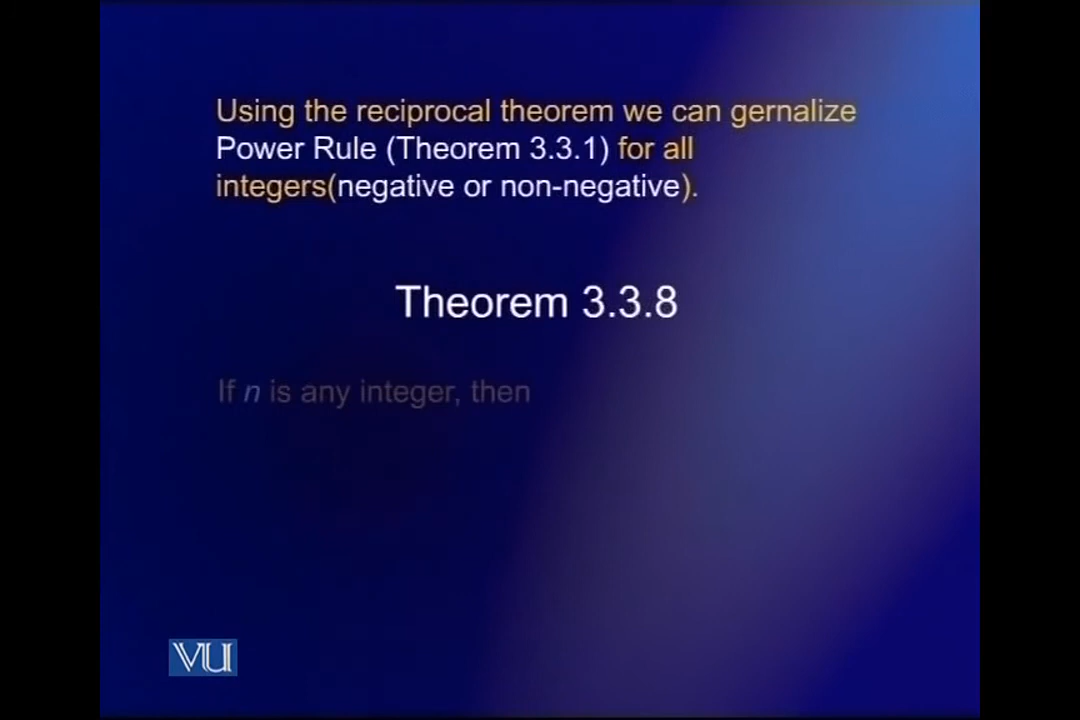 Using the reciprocal theorem we can gernalize
Power Rule (Theorem 3.3.1) for all
integers(negative or non-negative).
Theorem 3.3.8
If n is any integer, then
VU